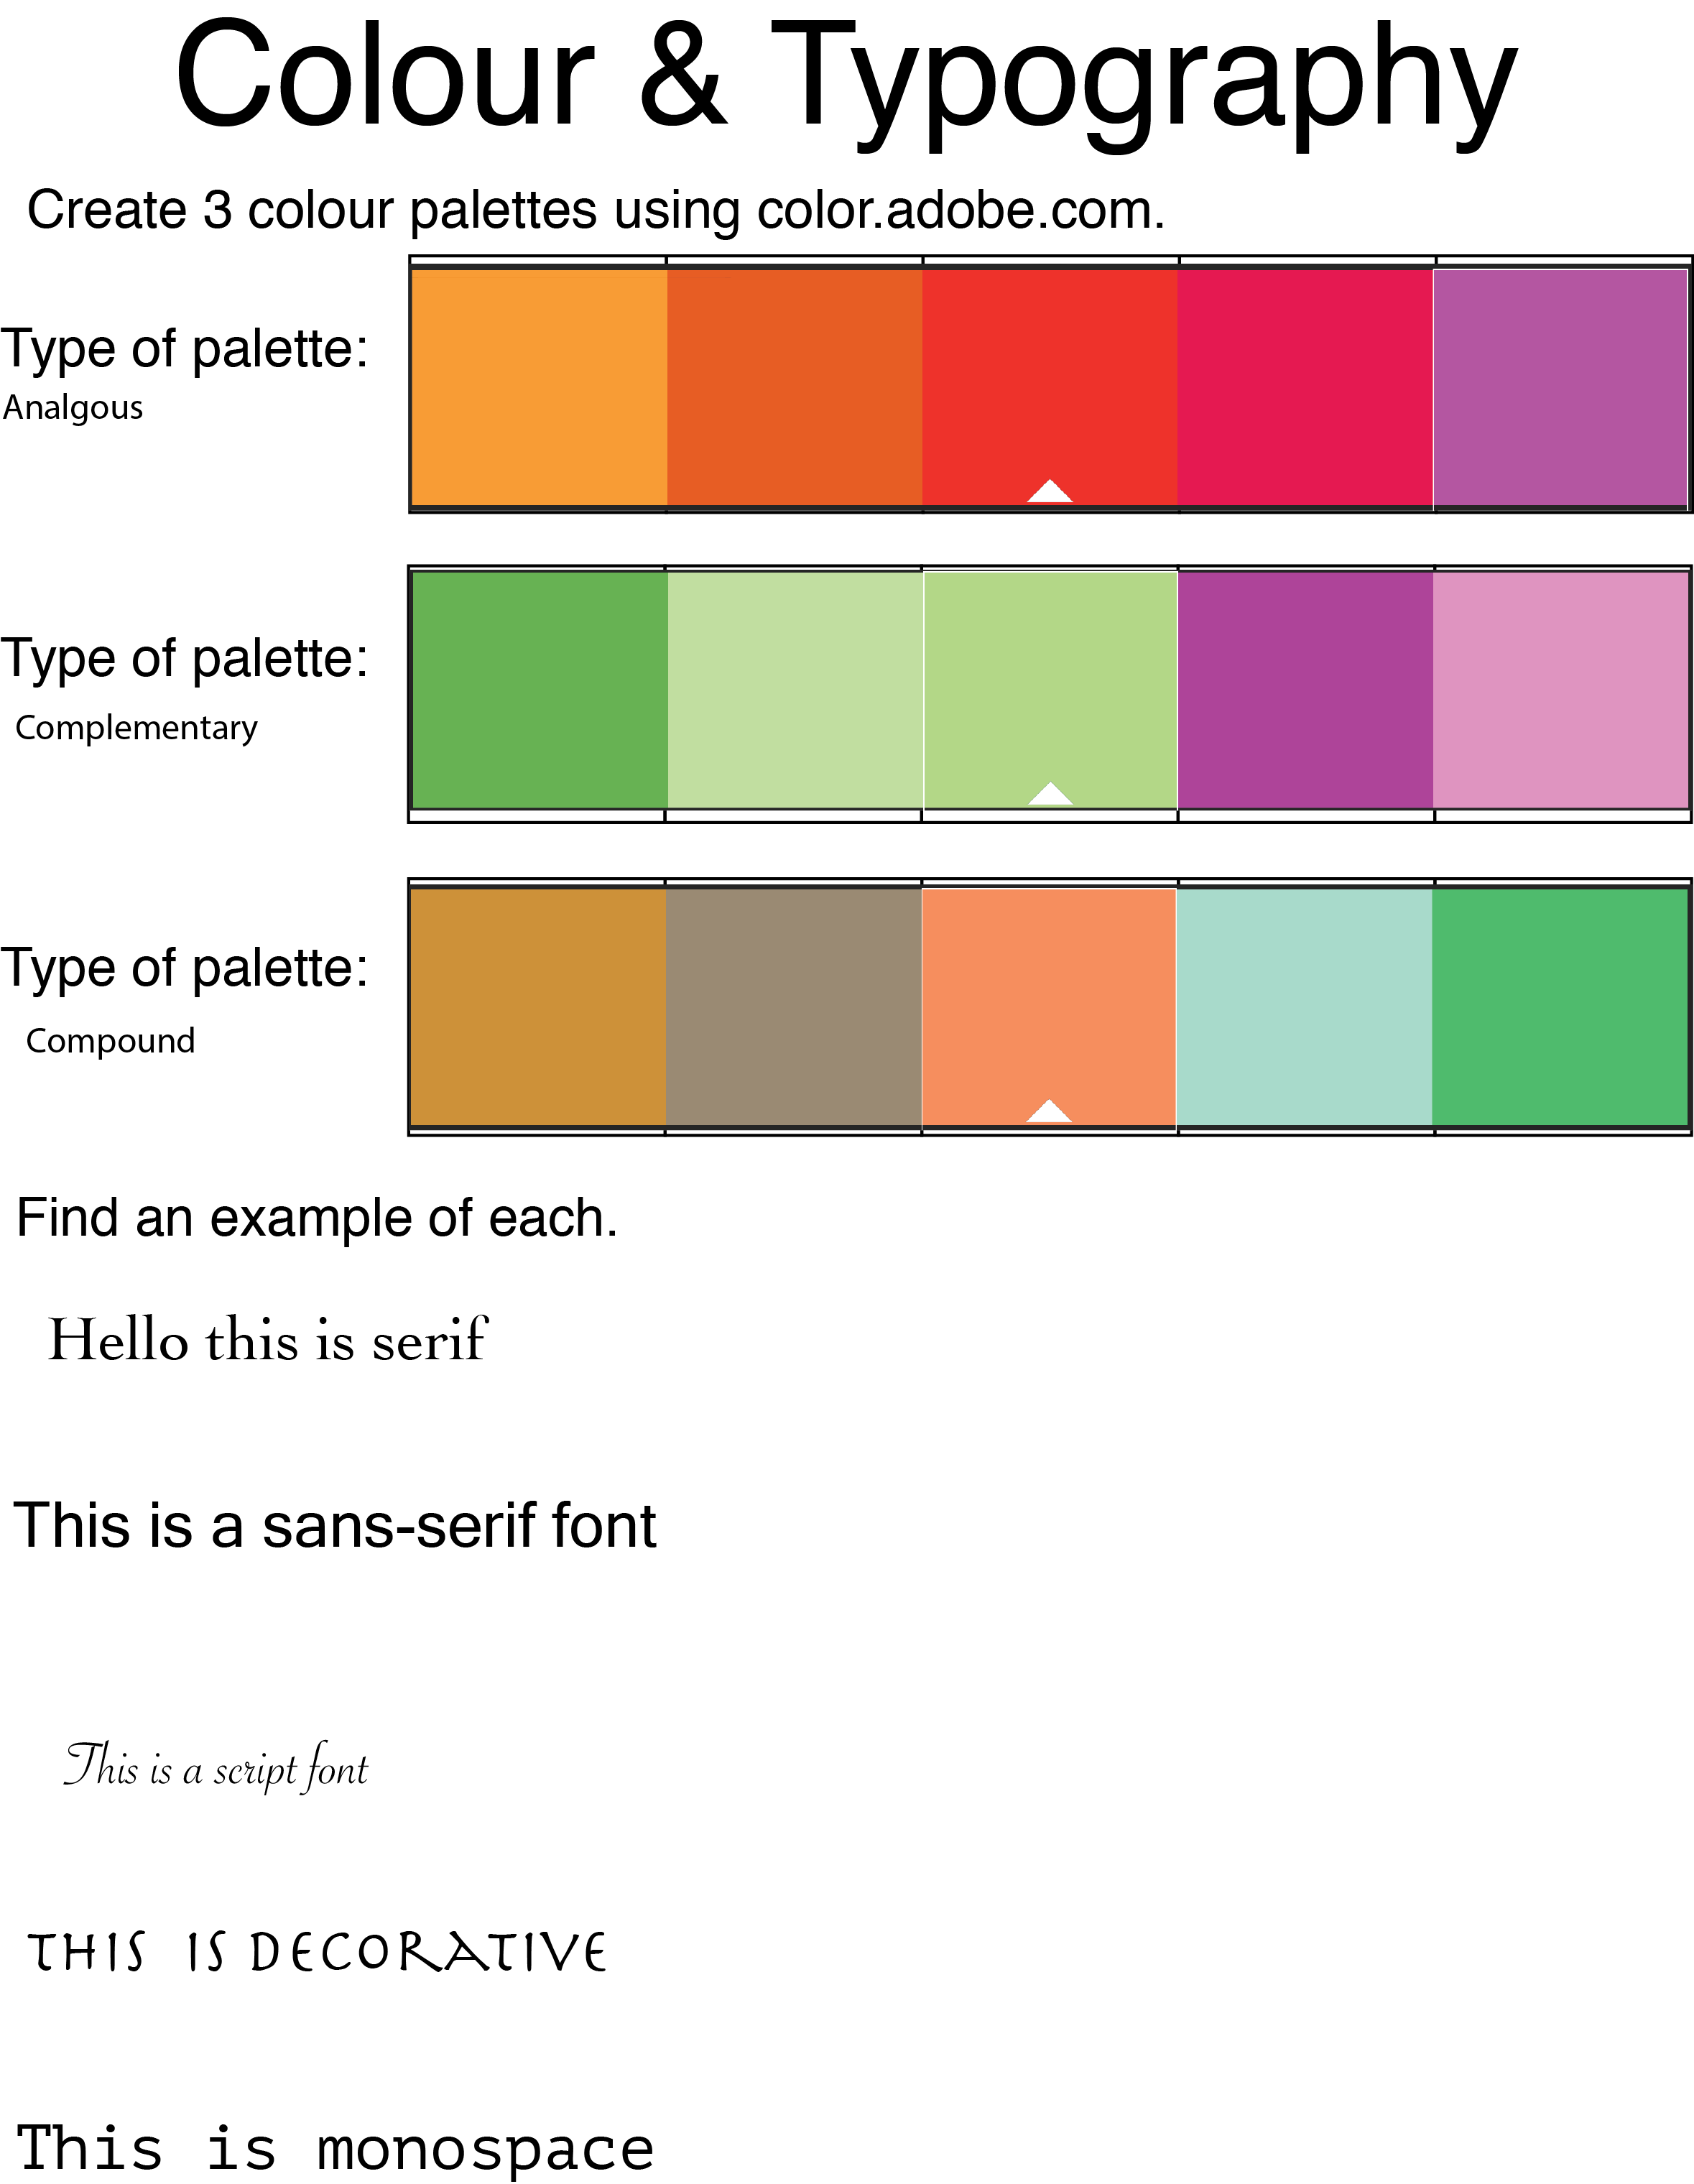 Colour & Typography
Create 3 colour palettes using color.adobe.com.
Type of palette:
Analgous
Type of palette:
Complementary
Type of palette:
Compound
Find an example of each.
Hello this is serif
This is a sans-serif font
This is a script font
THIS IS DECORATIVE
This is monospace